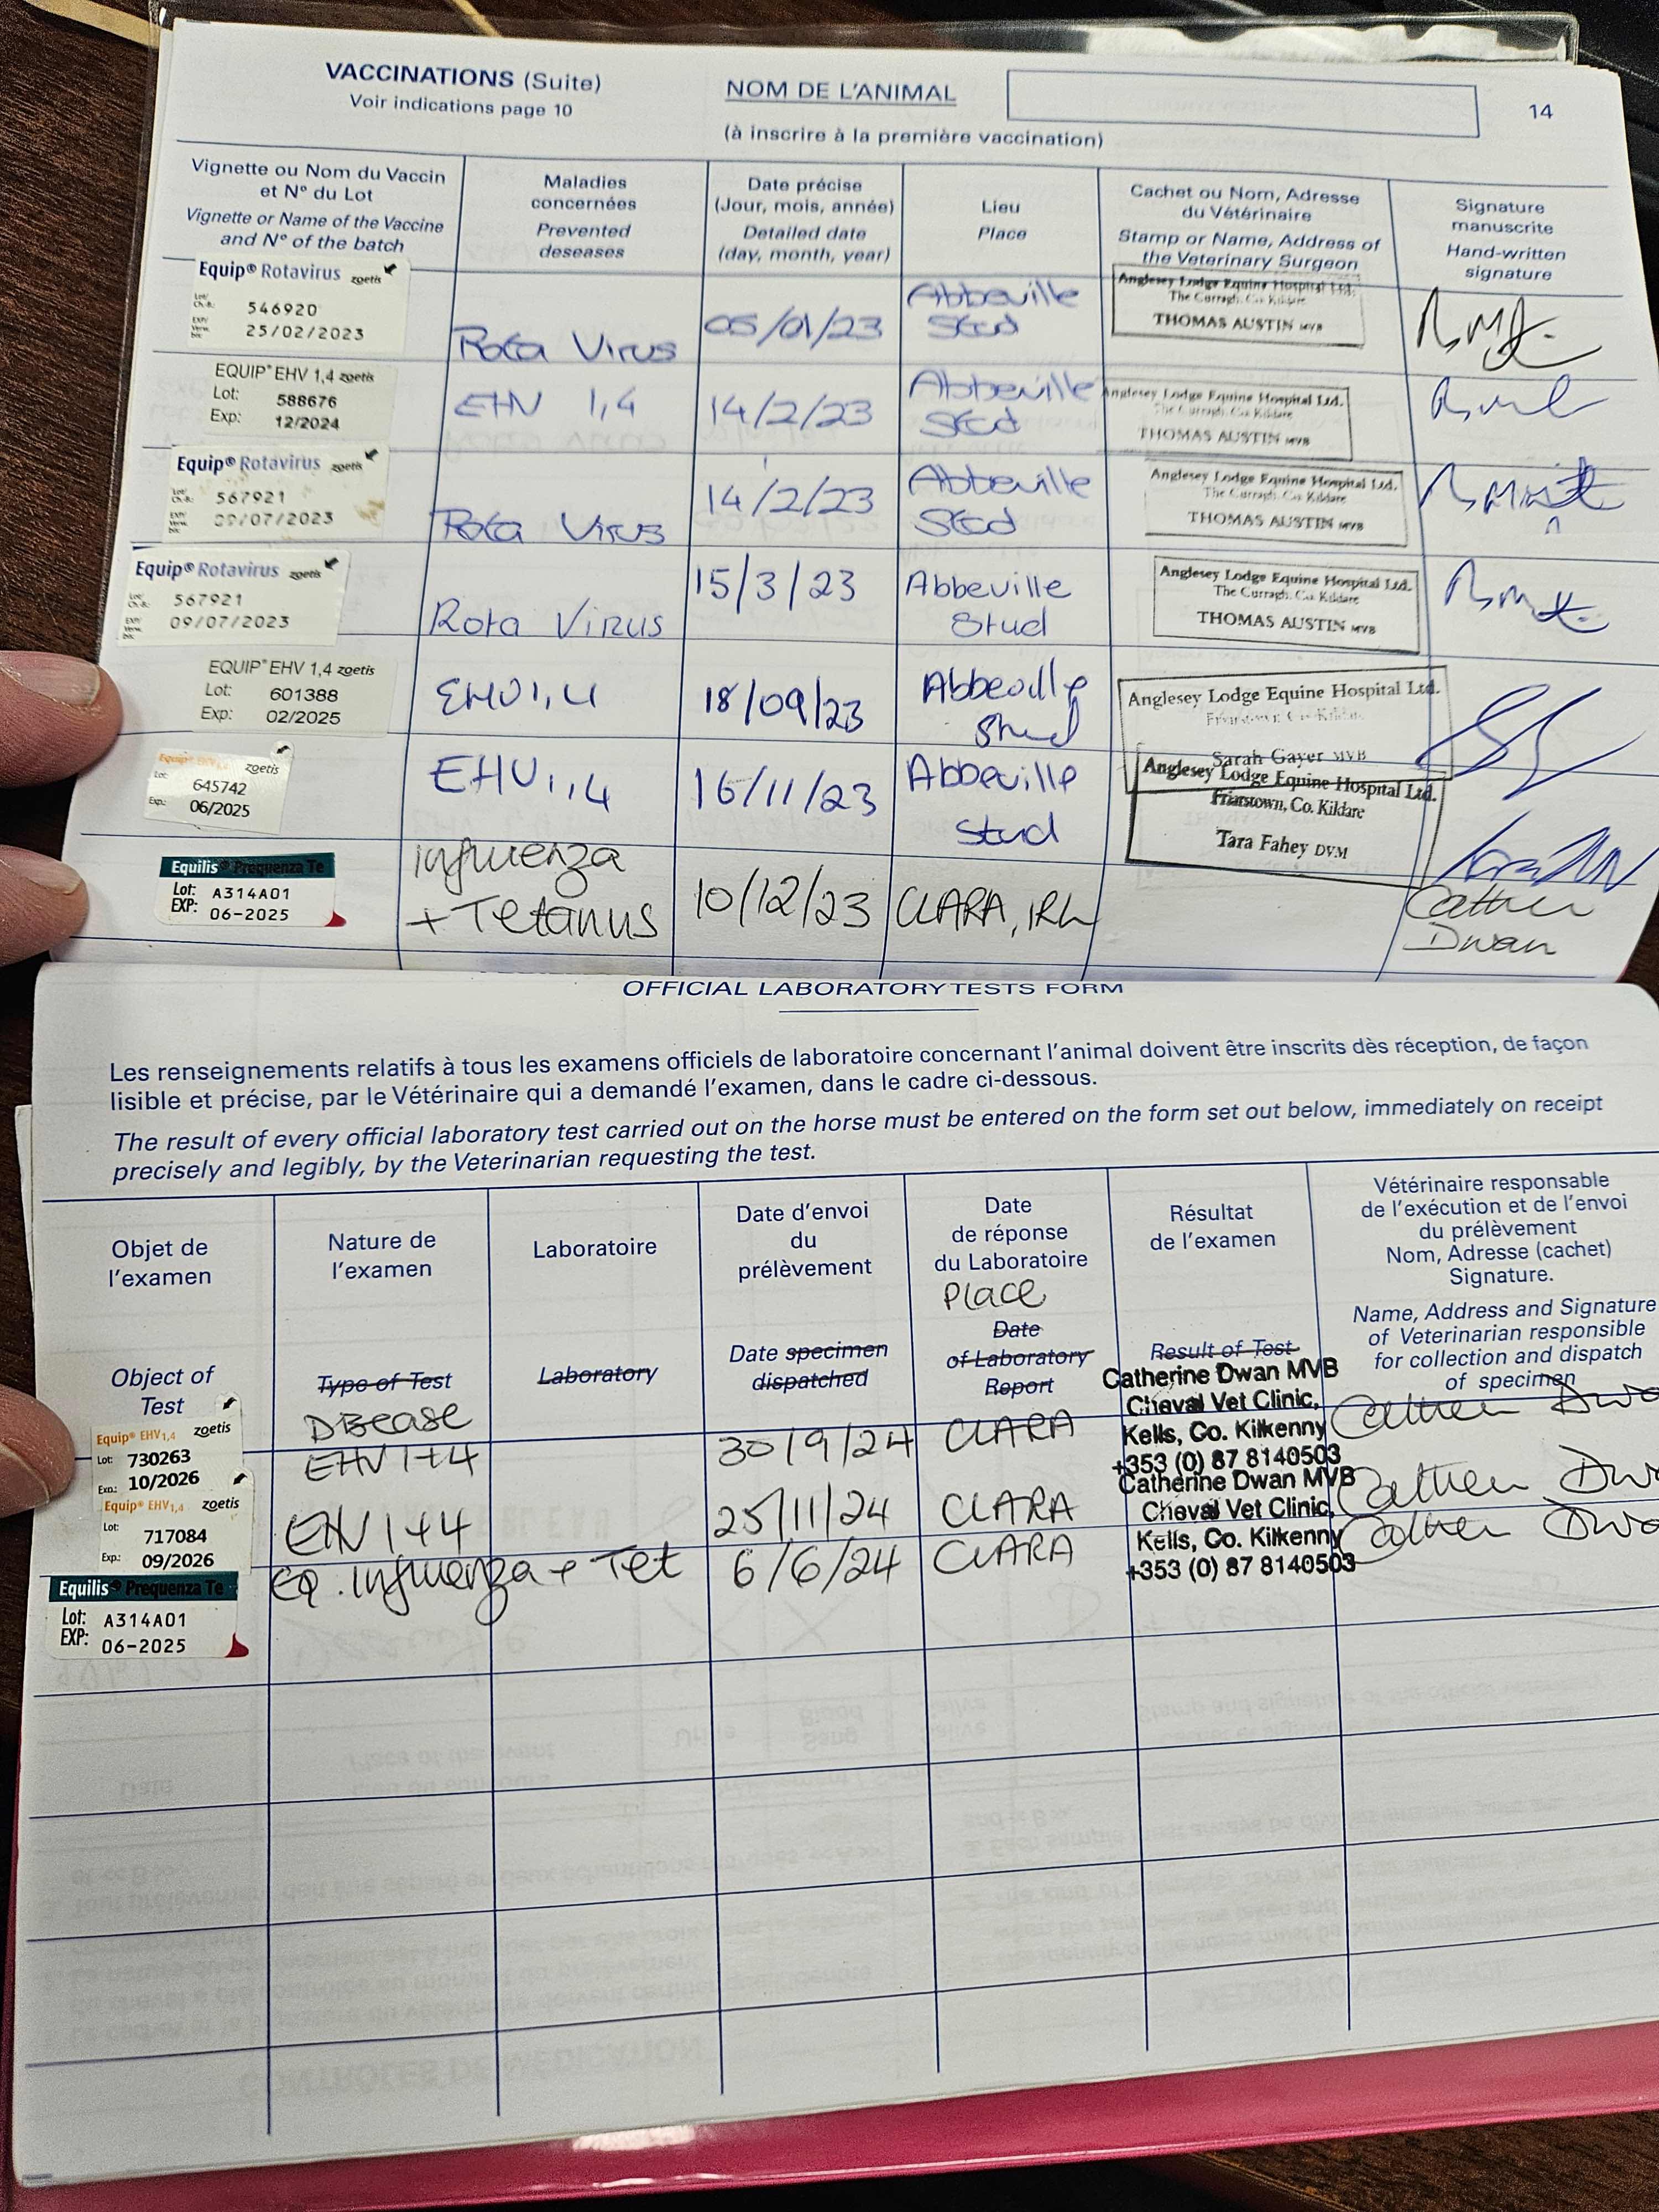 VACCINATIONS (Suite)
Voir indications page 10
NOM DE L'ANIMAL
14
(à inscrire à la première vaccination)
Vignette ou Nom du Vaccin
et N° du Lot
Vignette or Name of the Vaccine
and N° of the batch
Maladies
concernées
Prevented
deseases
Date précise
(Jour, mois, année)
Detailed date
(day, month, year)
Lieu
Place
Cachet ou Nom, Adresse
du Vétérinaire
Stamp or Name, Address of
the Veterinary Surgeon
Signature
manuscrite
Hand-written
signature
Equip® Rotavirus zoetis
546920
25/02/2023
Rota Virus
05/01/23
Abbeville
Stud
Anglesey Lodge Equine Hospital Ltd.
The Curragh, Co. Kildare
THOMAS AUSTIN MVB
EQUIP® EHV 1,4 zoetis
Lot: 588676
Exp: 12/2024
EHV 1,4
14/2/23
Abbeville
Stud
Anglesey Lodge Equine Hospital Ltd.
The Curragh, Co. Kildare
THOMAS AUSTIN MVB
Equip® Rotavirus zoetis
567921
09/07/2023
Rota Virus
14/2/23
Abbeville
Stud
Anglesey Lodge Equine Hospital Ltd.
The Curragh, Co. Kildare
THOMAS AUSTIN MVB
Equip® Rotavirus zoetis
567921
09/07/2023
Rota Virus
15/3/23
Abbeville
Stud
Anglesey Lodge Equine Hospital Ltd.
The Curragh, Co. Kildare
THOMAS AUSTIN MVB
EQUIP® EHV 1,4 zoetis
Lot: 601388
Exp: 02/2025
EHV1,4
18/09/23
Abbeville
Stud
Anglesey Lodge Equine Hospital Ltd.
Friarstown, Co. Kildare
Sarah Gayer MVB
Equip® EHV1,4 zoetis
Lot: 645742
Exp: 06/2025
EHV1,4
16/11/23
Abbeville
Stud
Anglesey Lodge Equine Hospital Ltd.
Friarstown, Co. Kildare
Tara Fahey DVM
Equilis® Prequenza Te
Lot: A314A01
EXP: 06-2025
influenza
+ Tetanus
10/12/23
CLARA, IRL
Cather
Dwan
OFFICIAL LABORATORY TESTS FORM
Les renseignements relatifs à tous les examens officiels de laboratoire concernant l'animal doivent être inscrits dès réception, de façon
lisible et précise, par le Vétérinaire qui a demandé l'examen, dans le cadre ci-dessous.
The result of every official laboratory test carried out on the horse must be entered on the form set out below, immediately on receipt
precisely and legibly, by the Veterinarian requesting the test.
Objet de
l'examen
Object of
Test
Nature de
l'examen
Type of Test
Disease
Laboratoire
Laboratory
Date d'envoi
du
prélèvement
Date specimen
dispatched
Date
de réponse
du Laboratoire
Place
Date
of Laboratory
Report
Résultat
de l'examen
Result of Test
Vétérinaire responsable
de l'exécution et de l'envoi
du prélèvement
Nom, Adresse (cachet)
Signature.
Name, Address and Signature
of Veterinarian responsible
for collection and dispatch
of specimen
Equip® EHV1,4 zoetis
Lot: 730263
Exp.: 10/2026
EHV 1+4
30/9/24
CLARA
Catherine Dwan MVB
Cheval Vet Clinic,
Kells, Co. Kilkenny
+353 (0) 87 8140503
Cathen Dwa
Equip® EHV1,4 zoetis
Lot: 717084
Exp.: 09/2026
EHV 1+4
25/11/24
CLARA
Catherine Dwan MVB
Cheval Vet Clinic,
Kells, Co. Kilkenny
+353 (0) 87 8140503
Cathen Dwa
Equilis® Prequenza Te
Lot: A314A01
EXP: 06-2025
Eq. influenza + Tet
6/6/24
CLARA
Cathen Dwa